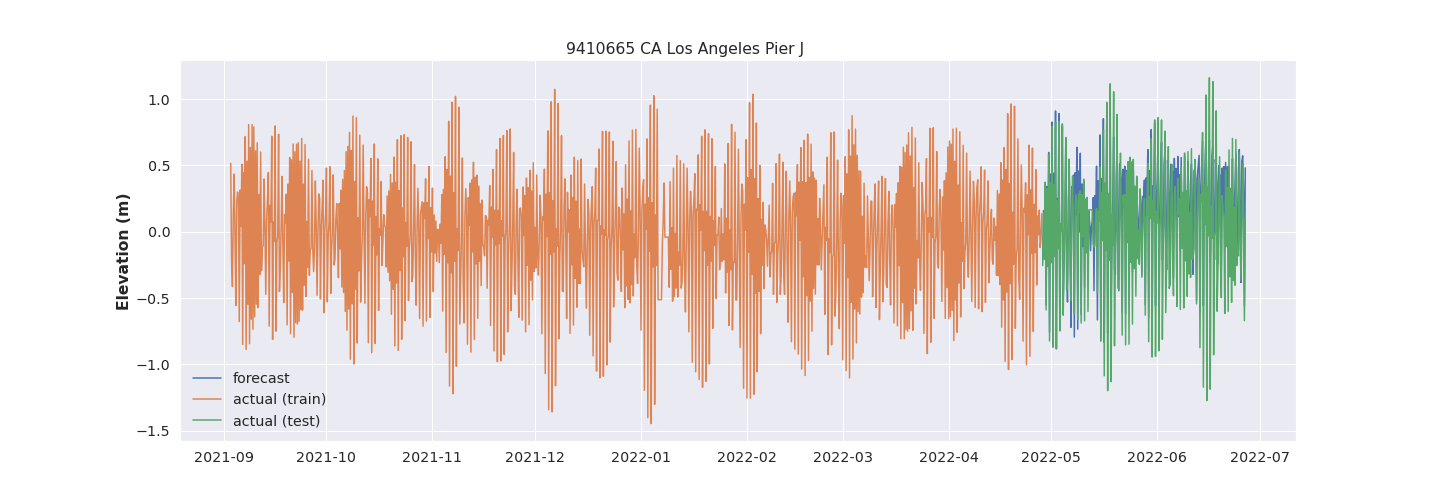 9410665 CA Los Angeles Pier J
Elevation (m)
1.0
0.5
0.0
−0.5
−1.0
−1.5
forecast
actual (train)
actual (test)
2021-09 2021-10 2021-11 2021-12 2022-01 2022-02 2022-03 2022-04 2022-05 2022-06 2022-07